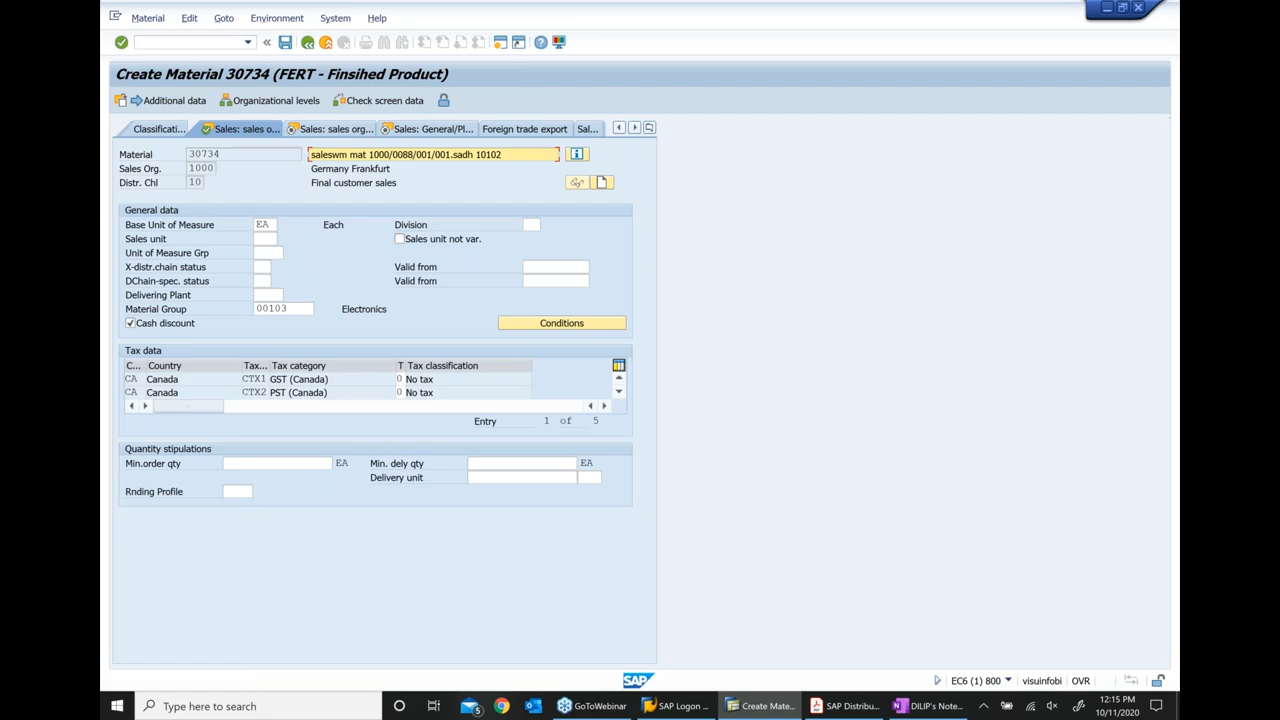 Material Edit Goto Environment System Help
Create Material 30734 (FERT - Finsihed Product)
Additional data Organizational levels Check screen data
Classificati... Sales: sales o... Sales: sales org... Sales: General/Pl... Foreign trade export Sal...
Material 30734 saleswm mat 1000/0088/001/001.sadh 10102
Sales Org. 1000 Germany Frankfurt
Distr. Chl 10 Final customer sales
General data
Base Unit of Measure EA Each Division
Sales unit Sales unit not var.
Unit of Measure Grp
X-distr.chain status Valid from
DChain-spec. status Valid from
Delivering Plant
Material Group 00103 Electronics
Cash discount Conditions
Tax data
C... Country Tax... Tax category T Tax classification
CA Canada CTX1 GST (Canada) 0 No tax
CA Canada CTX2 PST (Canada) 0 No tax
Entry 1 of 5
Quantity stipulations
Min.order qty EA Min. dely qty EA
Delivery unit
Rnding Profile
SAP EC6 (1) 800 visuinfobi OVR
Type here to search 5 GoToWebinar SAP Logon ... Create Mate... SAP Distribu... DILIP's Note... 12:15 PM
10/11/2020